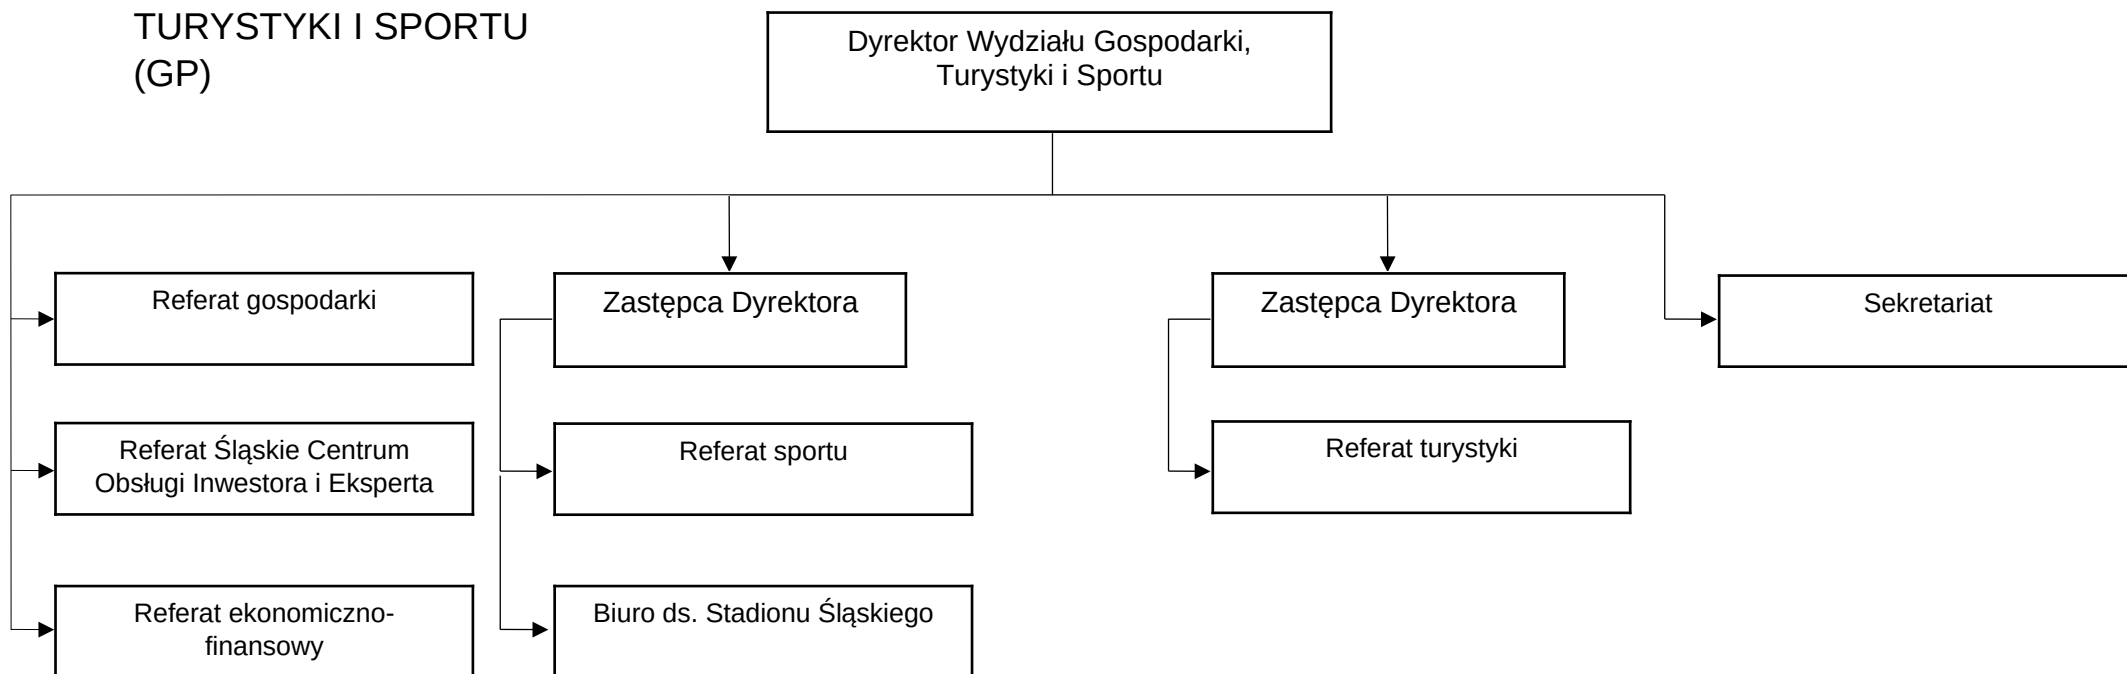 TURYSTYKI I SPORTU
(GP)
Dyrektor Wydziału Gospodarki,
Turystyki i Sportu
Referat gospodarki
Zastępca Dyrektora
Zastępca Dyrektora
Sekretariat
Referat Śląskie Centrum
Obsługi Inwestora i Eksperta
Referat sportu
Referat turystyki
Referat ekonomiczno-
finansowy
Biuro ds. Stadionu Śląskiego